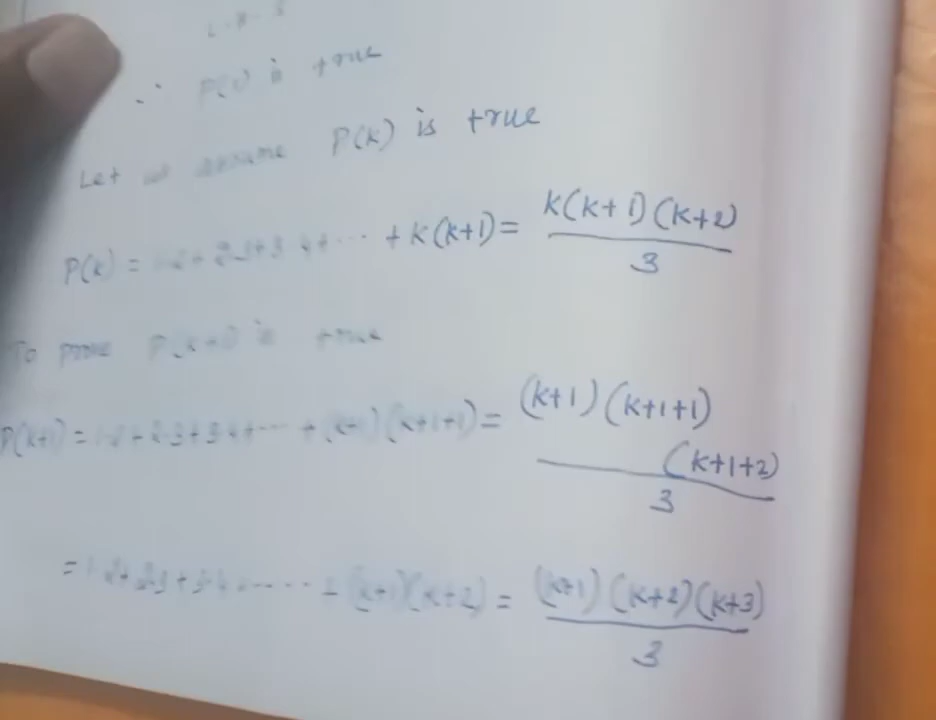 ∴ P(1) is true
Let us assume P(k) is true
P(k) = 1·2 + 2·3 + 3·4 + ··· + k(k+1) = k(k+1)(k+2) / 3
To prove P(k+1) is true
P(k+1) = 1·2 + 2·3 + 3·4 + ··· + (k+1)(k+1+1) = (k+1)(k+1+1)
(k+1+2) / 3
= 1·2 + 2·3 + 3·4 + ····· + (k+1)(k+2) = (k+1)(k+2)(k+3) / 3